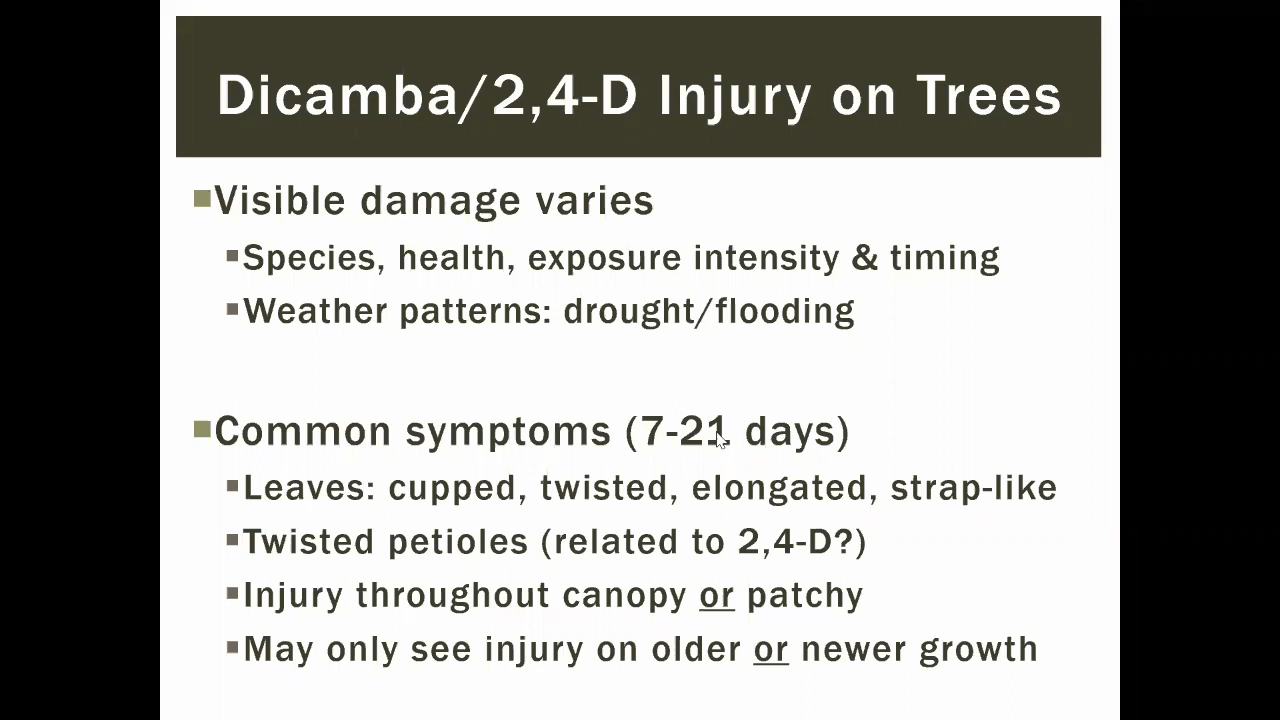 Dicambа/2,4-D Injury on Trees
Visible damage varies
Species, health, exposure intensity & timing
Weather patterns: drought/flooding
Common symptoms (7-21 days)
Leaves: cupped, twisted, elongated, strap-like
Twisted petioles (related to 2,4-D?)
Injury throughout canopy or patchy
May only see injury on older or newer growth